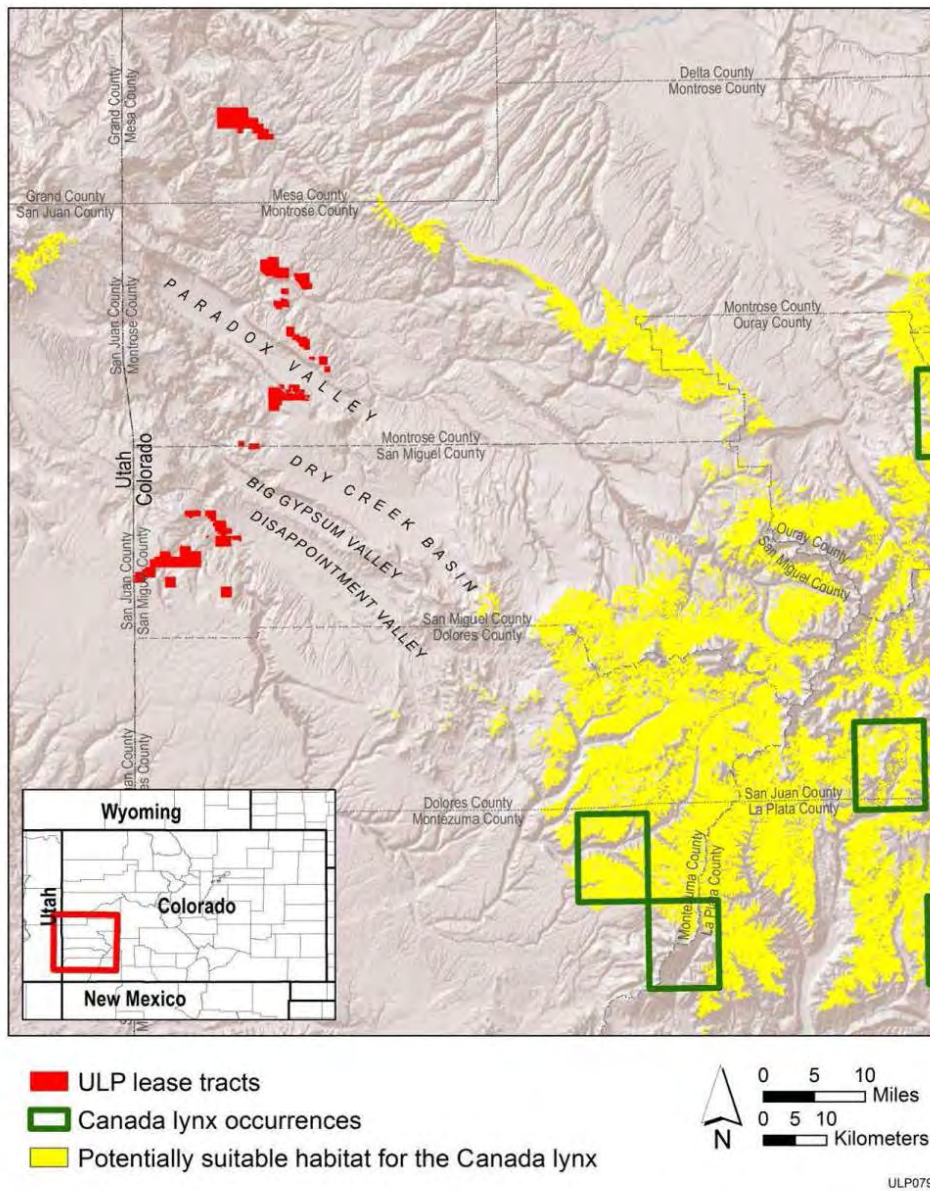 Delta County
Montrose County
Grand County
Mesa County
Grand County
San Juan County
Mesa County
Montrose County
San Juan County
Montrose County
PARADOX VALLEY
Montrose County
Ouray County
Utah
Colorado
Montrose County
San Miguel County
DRY CREEK BASIN
BIG GYPSUM VALLEY
DISAPPOINTMENT VALLEY
Ouray County
San Miguel County
San Juan County
San Miguel County
San Miguel County
Dolores County
San Juan County
La Plata County
Dolores County
Montezuma County
Montezuma County
La Plata County
Wyoming
Utah
Colorado
New Mexico
ULP lease tracts
Canada lynx occurrences
Potentially suitable habitat for the Canada lynx
N
0 5 10
Miles
0 5 10
Kilometers
ULP079